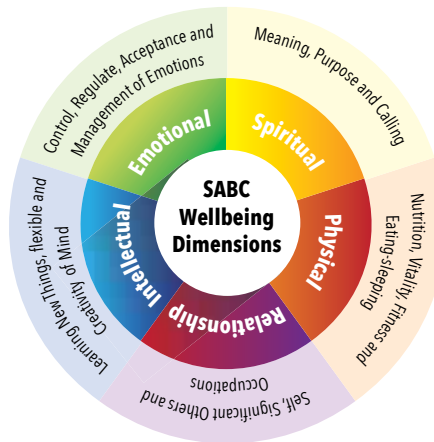 SABC
Wellbeing
Dimensions
Spiritual
Meaning, Purpose and Calling
Physical
Nutrition, Vitality, Fitness and
Eating-sleeping
Relationship
Self, Significant Others and
Occupations
Intellectual
Learning New Things, flexible and
Creativity of Mind
Emotional
Control, Regulate, Acceptance and
Management of Emotions